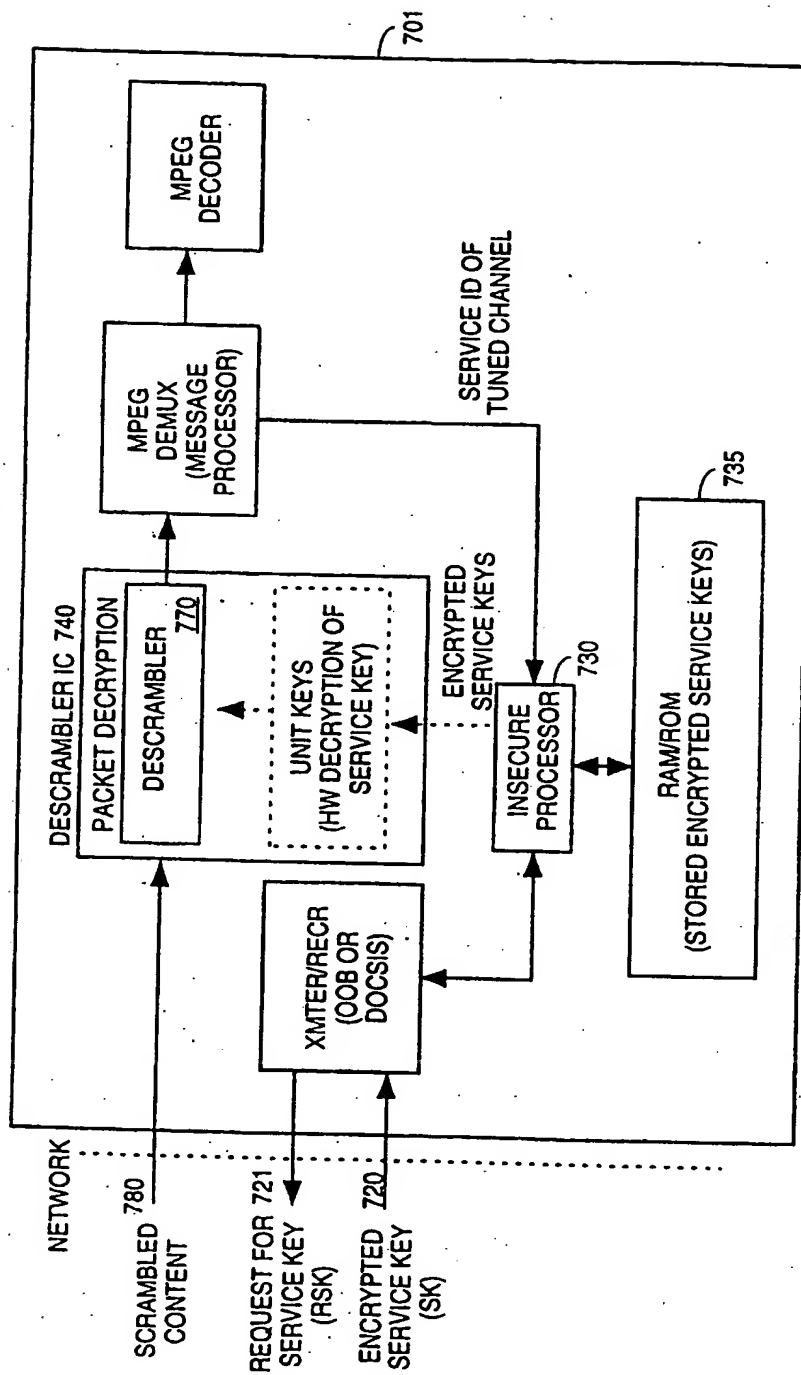 NETWORK
SCRAMBLED 780
CONTENT
REQUEST FOR 721
SERVICE KEY
(RSK)
ENCRYPTED 720
SERVICE KEY
(SK)
DESCRAMBLER IC 740
PACKET DECRYPTION
DESCRAMBLER
770
UNIT KEYS
(HW DECRYPTION OF
SERVICE KEY)
XMTER/RECR
(OOB OR
DOCSIS)
MPEG
DEMUX
(MESSAGE
PROCESSOR)
MPEG
DECODER
ENCRYPTED
SERVICE KEYS
SERVICE ID OF
TUNED CHANNEL
INSECURE
PROCESSOR
730
RAM/ROM
(STORED ENCRYPTED SERVICE KEYS)
735
701